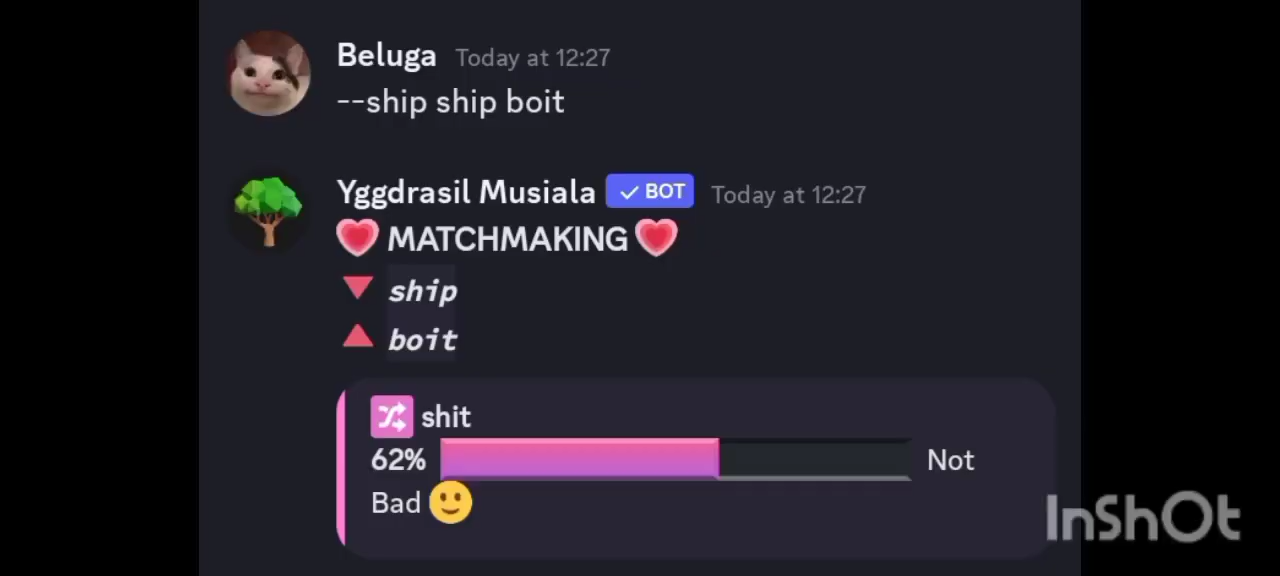 Beluga Today at 12:27
--ship ship boit
Yggdrasil Musiala BOT Today at 12:27
MATCHMAKING
ship
boit
shit
62% Not
Bad
InShOt